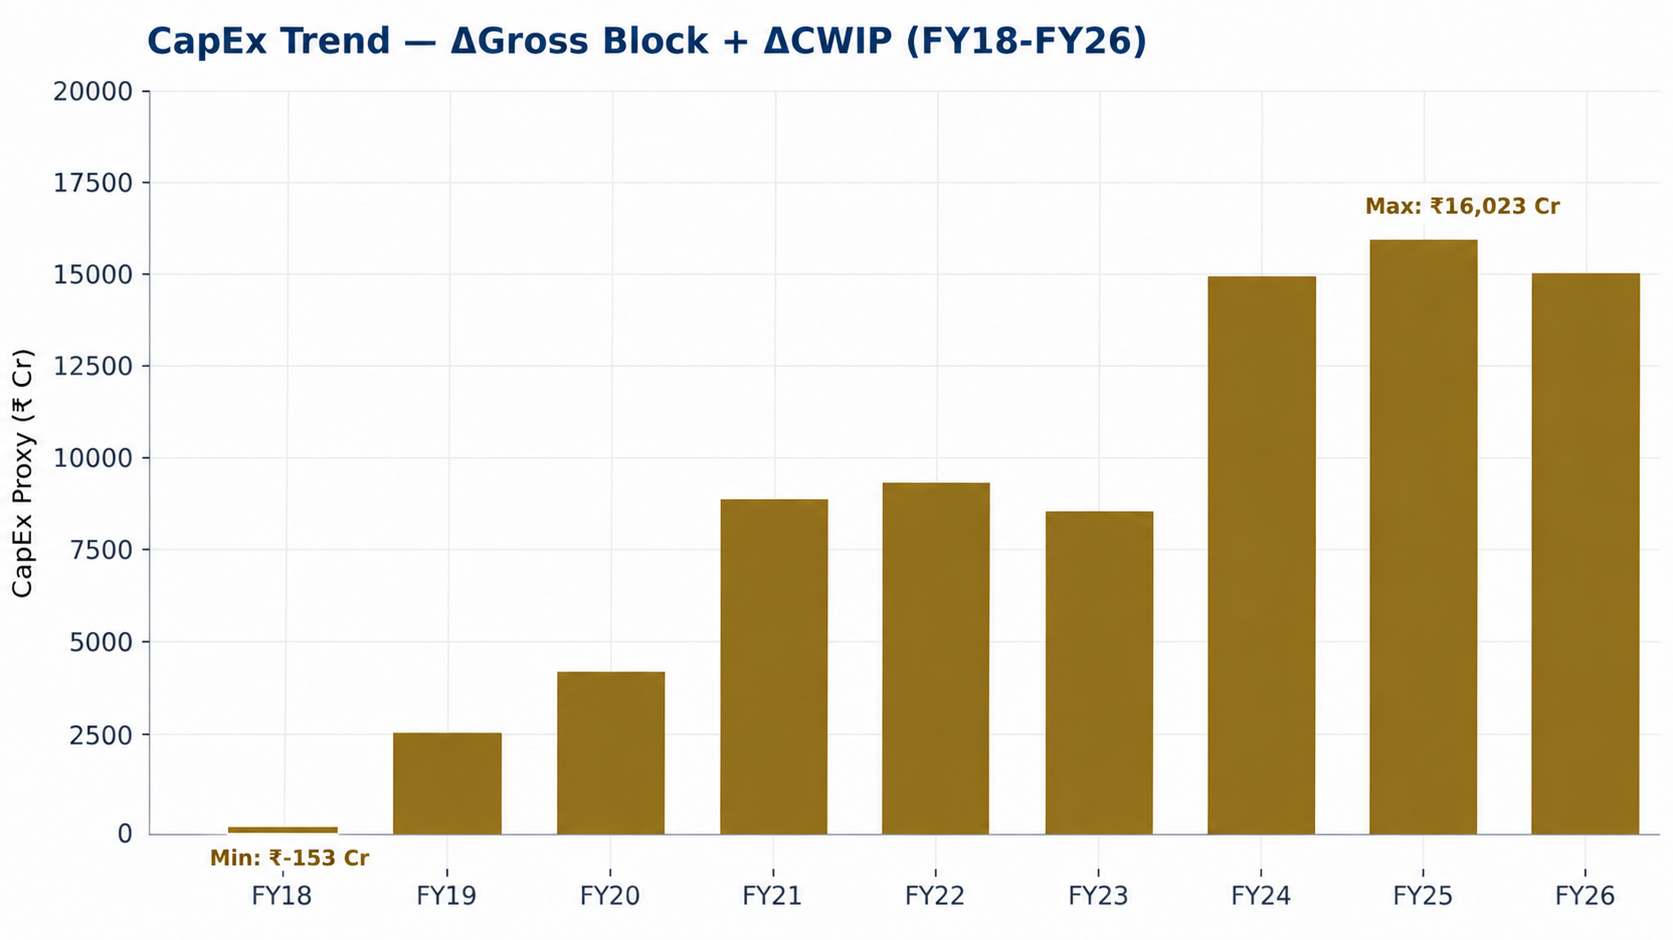 CapEx Trend — ΔGross Block + ΔCWIP (FY18-FY26)
CapEx Proxy (₹ Cr)
20000
17500
15000
12500
10000
7500
5000
2500
0
Max: ₹16,023 Cr
Min: ₹-153 Cr
FY18 FY19 FY20 FY21 FY22 FY23 FY24 FY25 FY26